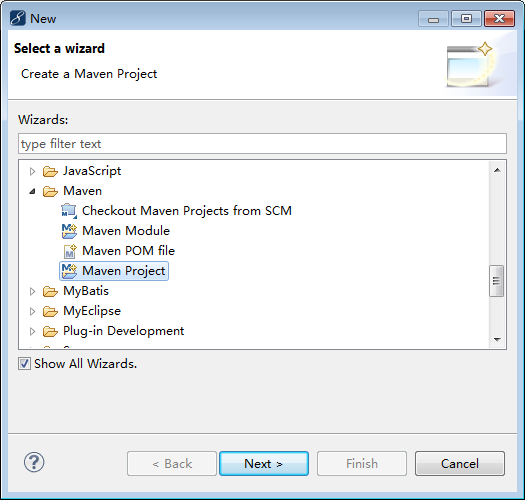 New
Select a wizard
Create a Maven Project
Wizards:
type filter text
JavaScript
Maven
Checkout Maven Projects from SCM
Maven Module
Maven POM file
Maven Project
MyBatis
MyEclipse
Plug-in Development
Show All Wizards.
< Back
Next >
Finish
Cancel